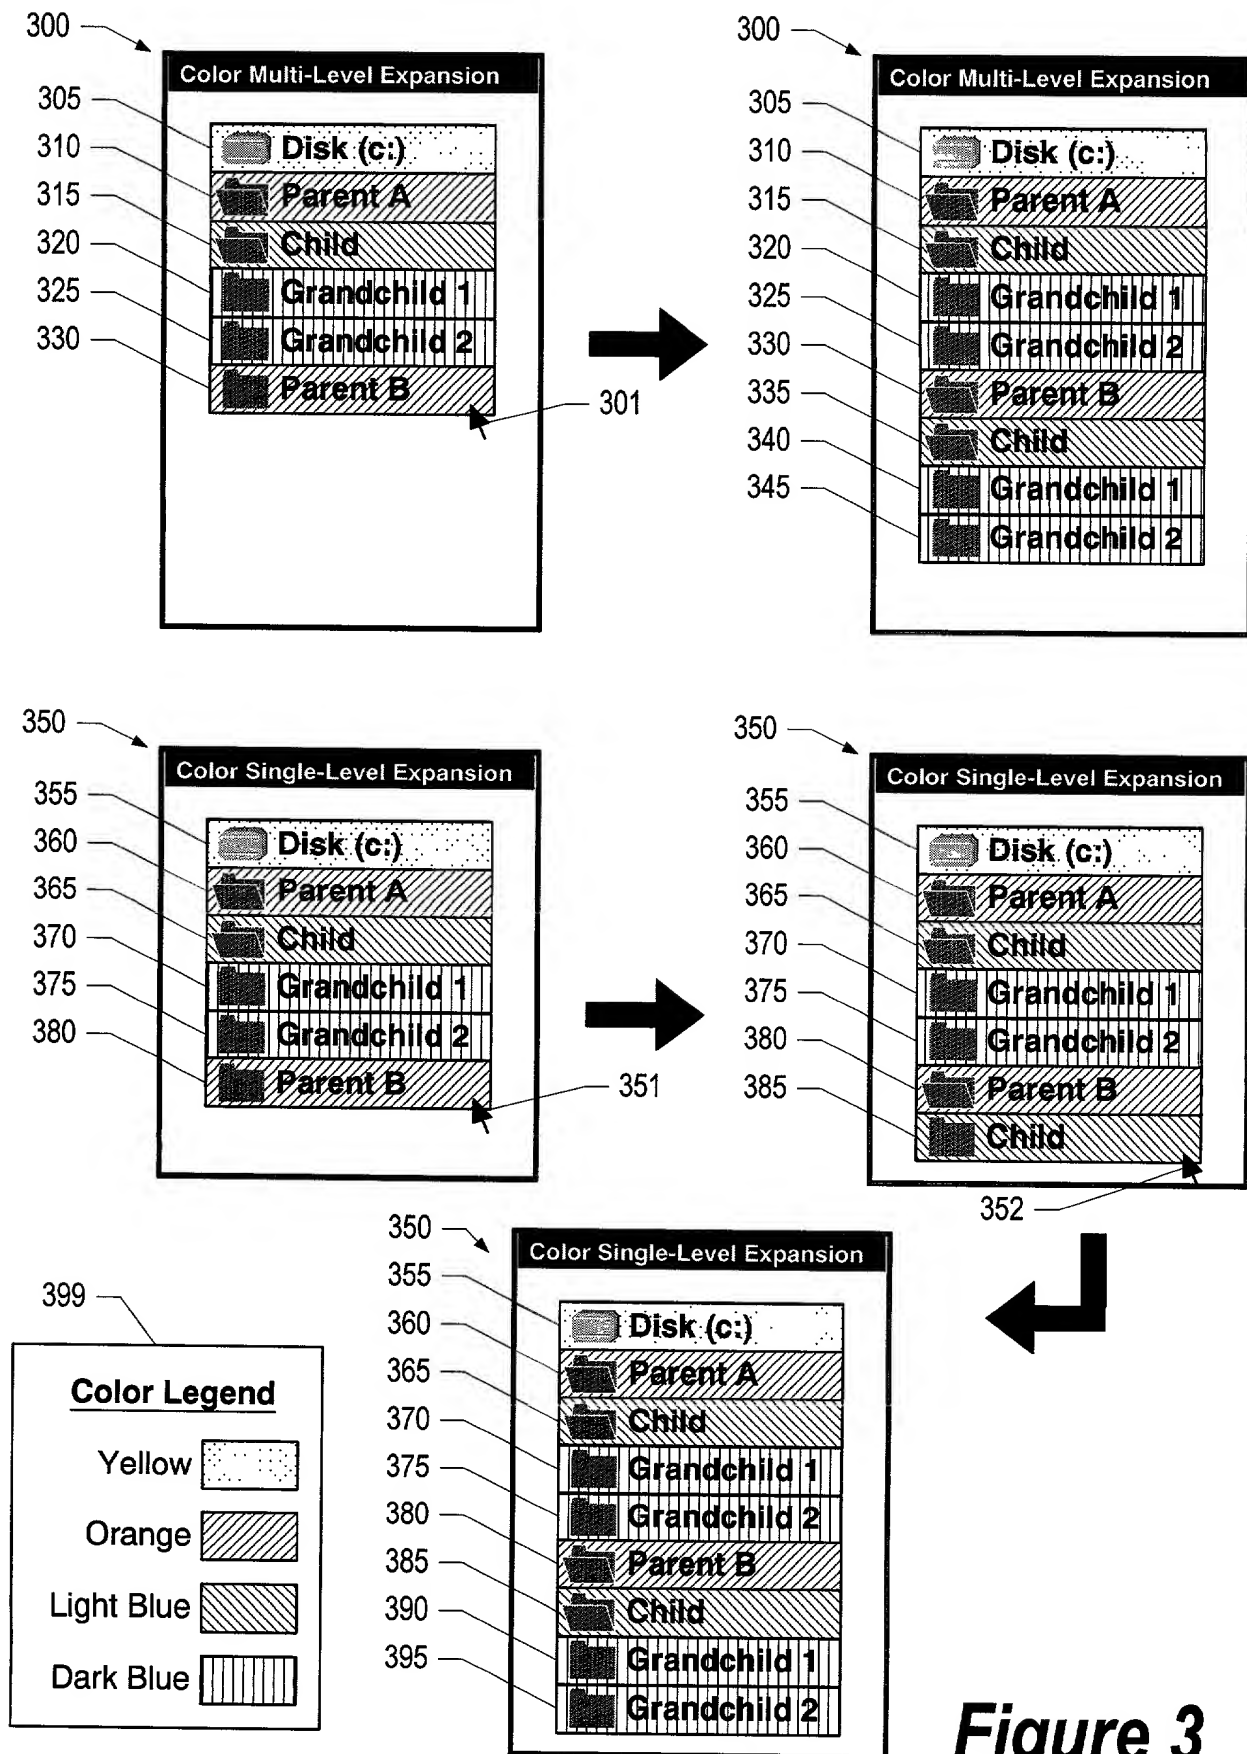 300
Color Multi-Level Expansion
305
Disk (c:)
310
Parent A
315
Child
320
Grandchild 1
325
Grandchild 2
330
Parent B
301
300
Color Multi-Level Expansion
305
Disk (c:)
310
Parent A
315
Child
320
Grandchild 1
325
Grandchild 2
330
Parent B
335
Child
340
Grandchild 1
345
Grandchild 2
350
Color Single-Level Expansion
355
Disk (c:)
360
Parent A
365
Child
370
Grandchild 1
375
Grandchild 2
380
Parent B
351
350
Color Single-Level Expansion
355
Disk (c:)
360
Parent A
365
Child
370
Grandchild 1
375
Grandchild 2
380
Parent B
385
Child
352
350
Color Single-Level Expansion
355
Disk (c:)
360
Parent A
365
Child
370
Grandchild 1
375
Grandchild 2
380
Parent B
385
Child
390
Grandchild 1
395
Grandchild 2
399
Color Legend
Yellow
Orange
Light Blue
Dark Blue
Figure 3